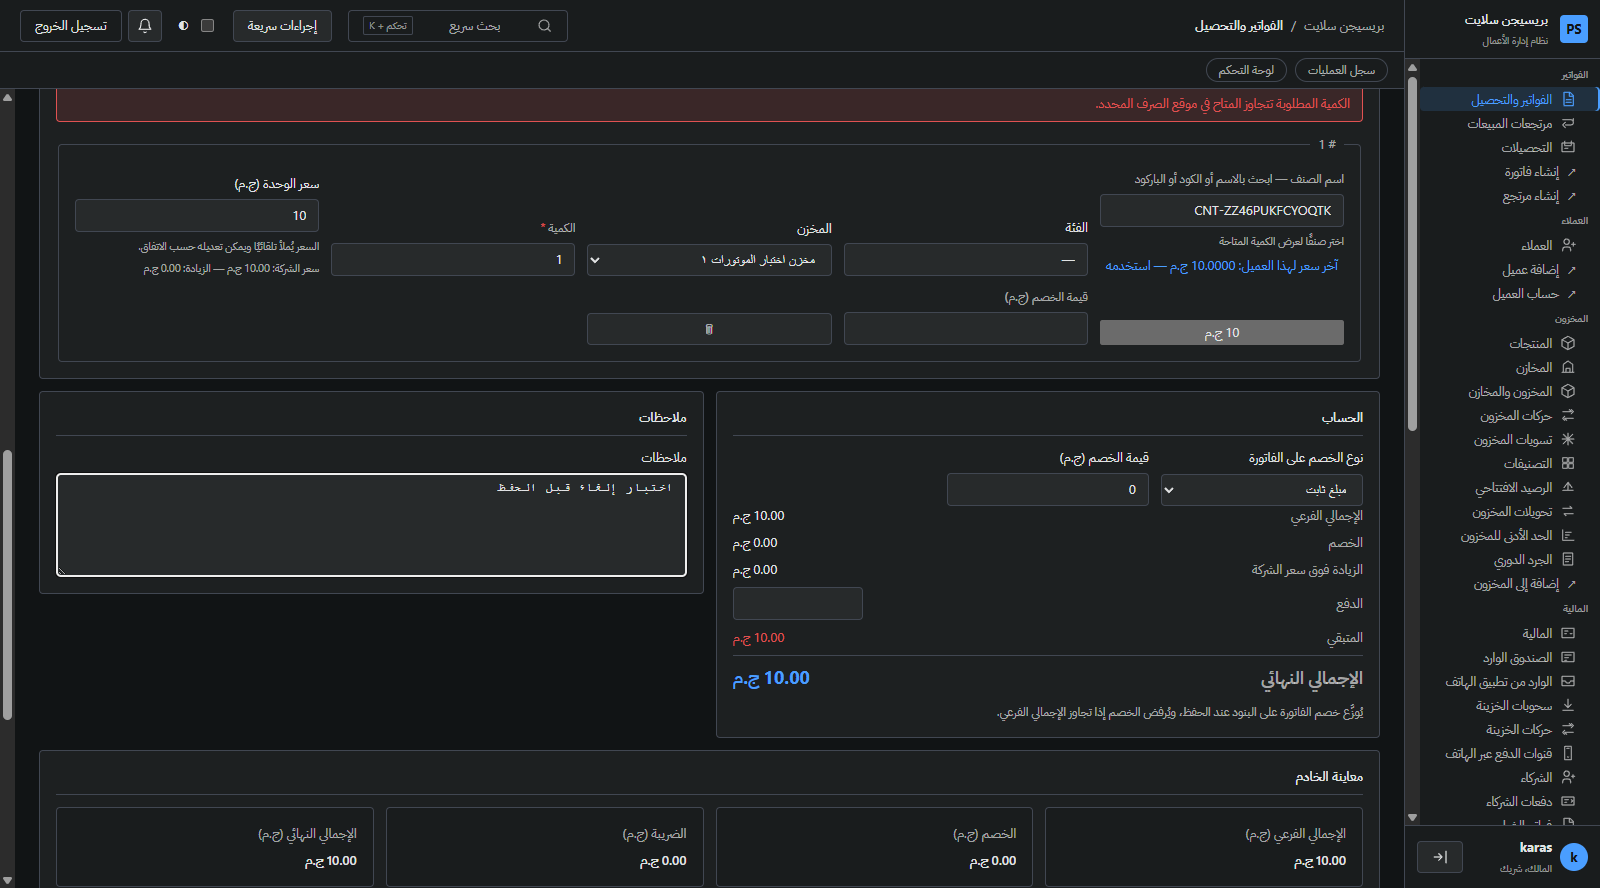 PS
بريسيجن سلايت
نظام إدارة الأعمال
بريسيجن سلايت / الفواتير والتحصيل
بحث سريع
تحكم + K
إجراءات سريعة
تسجيل الخروج
سجل العمليات
لوحة التحكم
الفواتير
الفواتير والتحصيل
مرتجعات المبيعات
التحصيلات
إنشاء فاتورة
إنشاء مرتجع
العملاء
العملاء
إضافة عميل
حساب العميل
المخزون
المنتجات
المخازن
المخزون والمخازن
حركات المخزون
تسويات المخزون
التصنيفات
الرصيد الافتتاحي
تحويلات المخزون
الحد الأدنى للمخزون
الجرد الدوري
إضافة إلى المخزون
المالية
المالية
الصندوق الوارد
الوارد من تطبيق الهاتف
سحوبات الخزينة
حركات الخزينة
قنوات الدفع عبر الهاتف
الشركاء
دفعات الشركاء
karas
المالك، شريك
k
الكمية المطلوبة تتجاوز المتاح في موقع الصرف المحدد.
# 1
اسم الصنف — ابحث بالاسم أو الكود أو الباركود
CNT-ZZ46PUKFCYOQTK
اختر صنفًا لعرض الكمية المتاحة
آخر سعر لهذا العميل: 10.0000 ج.م — استخدمه
الفئة
—
المخزن
مخزن اختبار الموتورات ١
الكمية *
1
سعر الوحدة (ج.م)
10
السعر يُملأ تلقائيًا ويمكن تعديله حسب الاتفاق.
سعر الشركة: 10.00 ج.م — الزيادة: 0.00 ج.م
10 ج.م
قيمة الخصم (ج.م)
الحساب
نوع الخصم على الفاتورة
مبلغ ثابت
قيمة الخصم (ج.م)
0
الإجمالي الفرعي
10.00 ج.م
الخصم
0.00 ج.م
الزيادة فوق سعر الشركة
0.00 ج.م
الدفع
المتبقي
10.00 ج.م
الإجمالي النهائي
10.00 ج.م
يُوزَّع خصم الفاتورة على البنود عند الحفظ، ويُرفض الخصم إذا تجاوز الإجمالي الفرعي.
ملاحظات
ملاحظات
اختبار إلغاء قبل الحفظ
معاينة الخادم
الإجمالي الفرعي (ج.م)
10.00 ج.م
الخصم (ج.م)
0.00 ج.م
الضريبة (ج.م)
0.00 ج.م
الإجمالي النهائي (ج.م)
10.00 ج.م